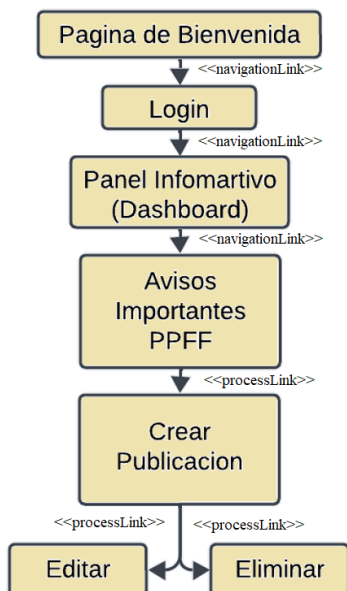 Pagina de Bienvenida
<<navigationLink>>
Login
<<navigationLink>>
Panel Infomartivo
(Dashboard)
<<navigationLink>>
Avisos
Importantes
PPFF
<<processLink>>
Crear
Publicacion
<<processLink>>
<<processLink>>
Editar
Eliminar